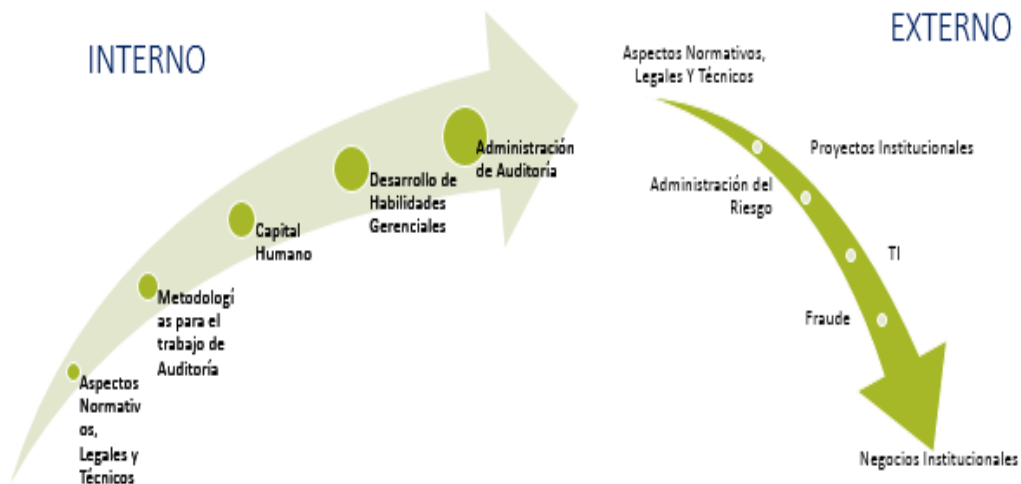 INTERNO
Aspectos
Normativ
os,
Legales y
Técnicos
Metodologí
as para el
trabajo de
Auditoría
Capital
Humano
Desarrollo de
Habilidades
Gerenciales
Administración
de Auditoría
EXTERNO
Aspectos Normativos,
Legales Y Técnicos
Proyectos Institucionales
Administración del
Riesgo
TI
Fraude
Negocios Institucionales